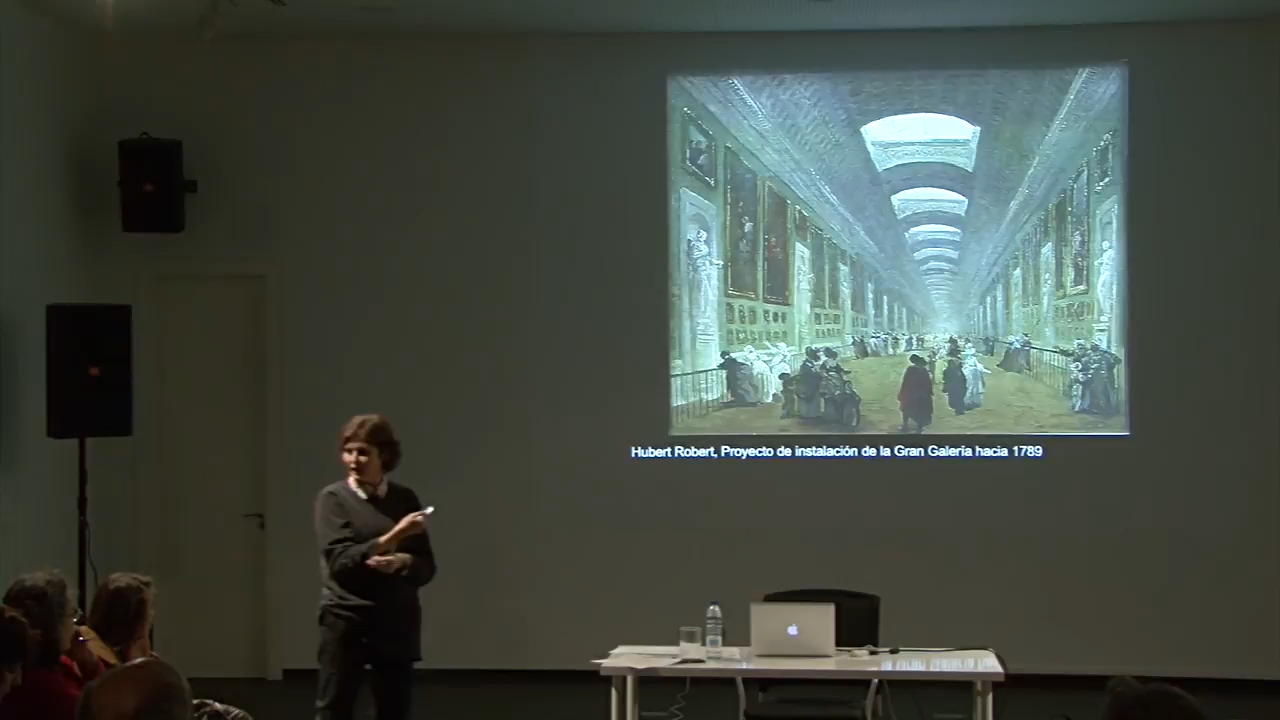 Hubert Robert, Proyecto de instalación de la Gran Galería hacia 1789